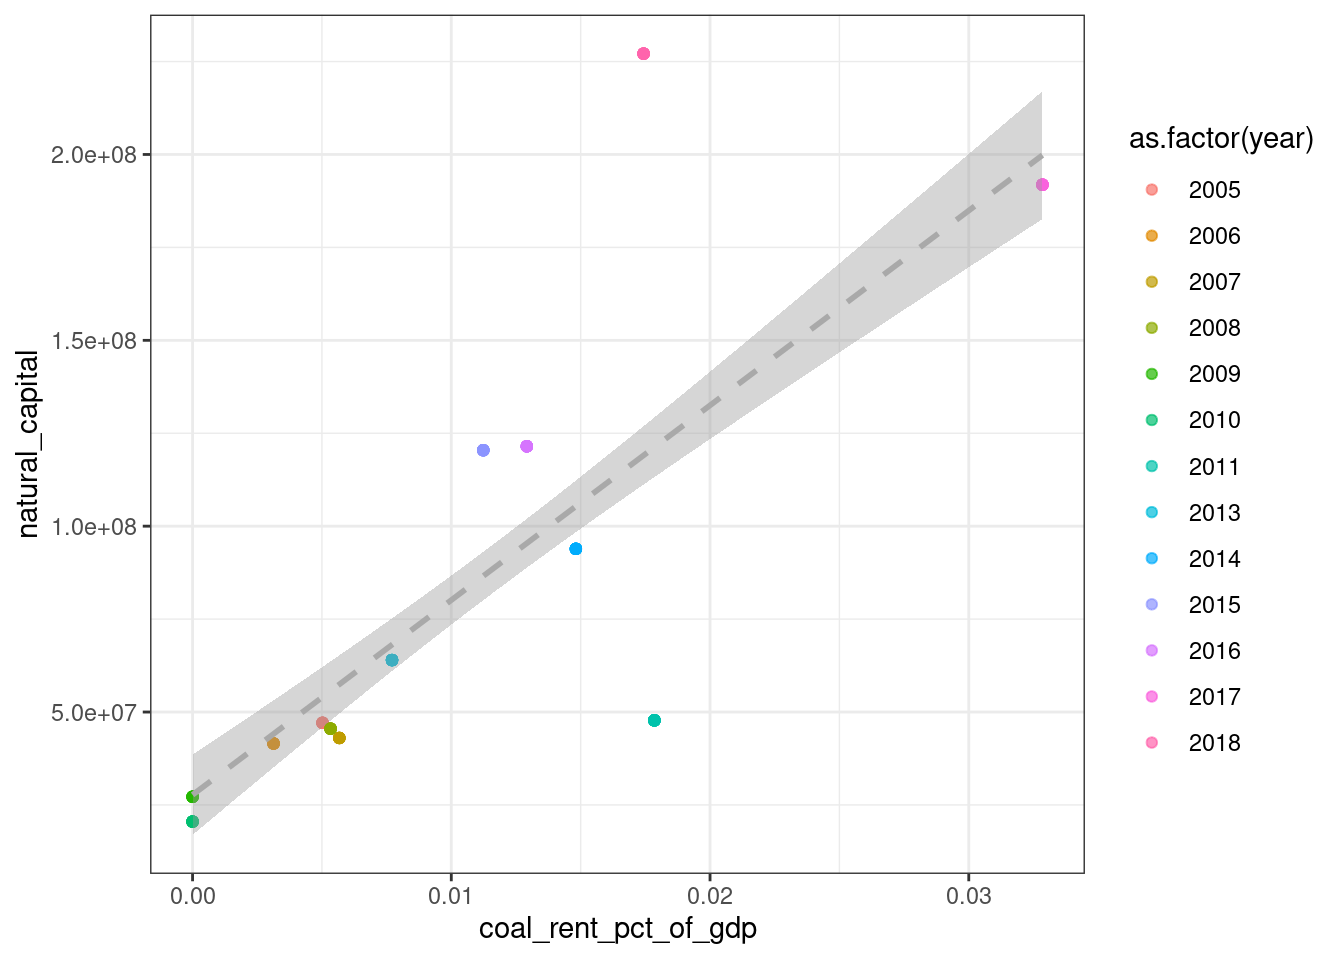 2.0e+08
1.5e+08
1.0e+08
5.0e+07
natural_capital
0.00 0.01 0.02 0.03
coal_rent_pct_of_gdp
as.factor(year)
2005
2006
2007
2008
2009
2010
2011
2013
2014
2015
2016
2017
2018